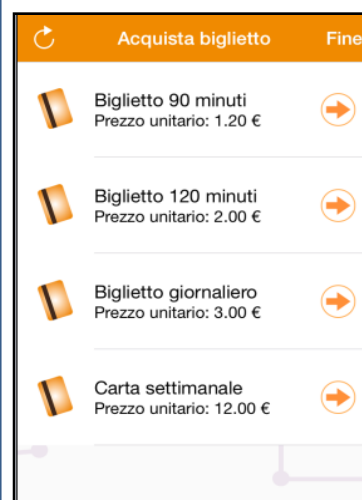 Acquista biglietto Fine
Biglietto 90 minuti
Prezzo unitario: 1.20 €
Biglietto 120 minuti
Prezzo unitario: 2.00 €
Biglietto giornaliero
Prezzo unitario: 3.00 €
Carta settimanale
Prezzo unitario: 12.00 €